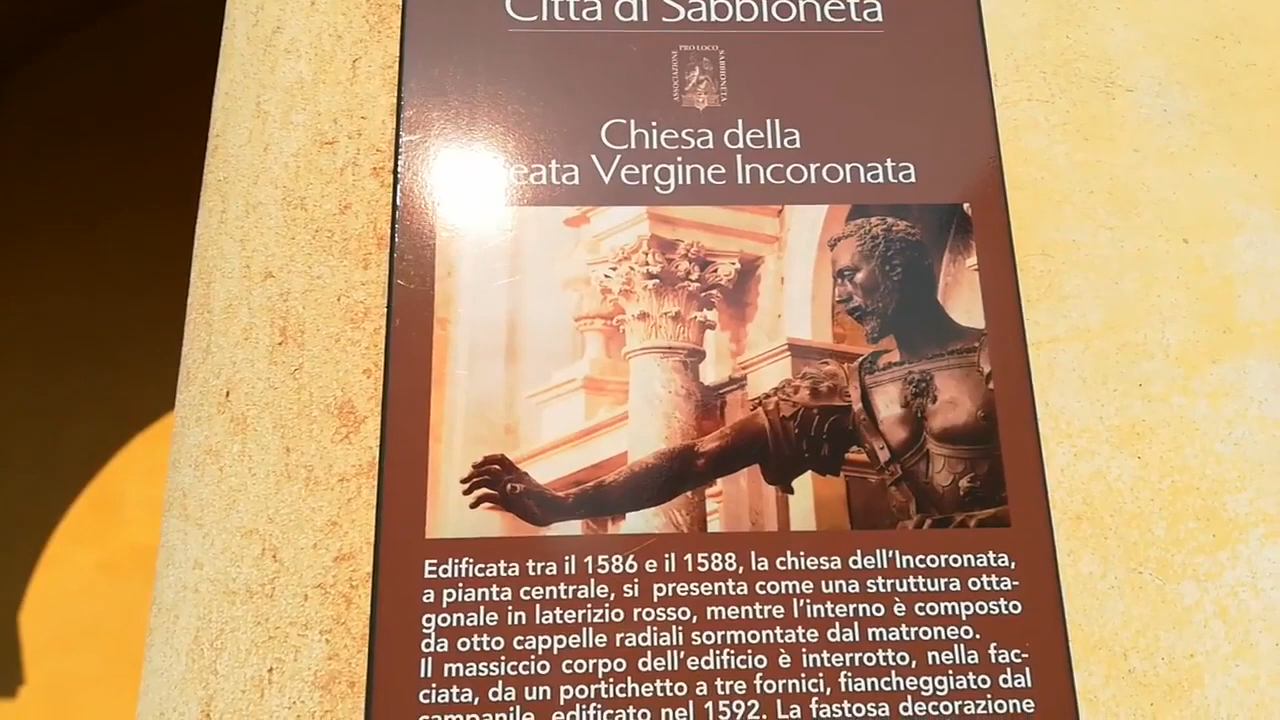 Città di Sabbioneta
ASSOCIAZIONE PRO LOCO SABBIONETA
Chiesa della
eata Vergine Incoronata
Edificata tra il 1586 e il 1588, la chiesa dell'Incoronata,
a pianta centrale, si presenta come una struttura otta-
gonale in laterizio rosso, mentre l'interno è composto
da otto cappelle radiali sormontate dal matroneo.
Il massiccio corpo dell'edificio è interrotto, nella fac-
ciata, da un portichetto a tre fornici, fiancheggiato dal
campanile, edificato nel 1592. La fastosa decorazione